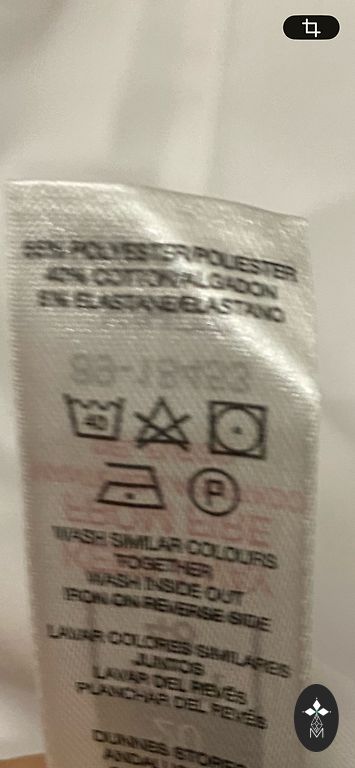 55% POLYESTER/POLIESTER
40% COTTON/ALGODON
5% ELASTANE/ELASTANO
40
P
WASH SIMILAR COLOURS
TOGETHER
WASH INSIDE OUT
IRON ON REVERSE SIDE
LAVAR COLORES SIMILARES
JUNTOS
LAVAR DEL REVÉS
PLANCHAR DEL REVÉS
DUNNES STORES
M